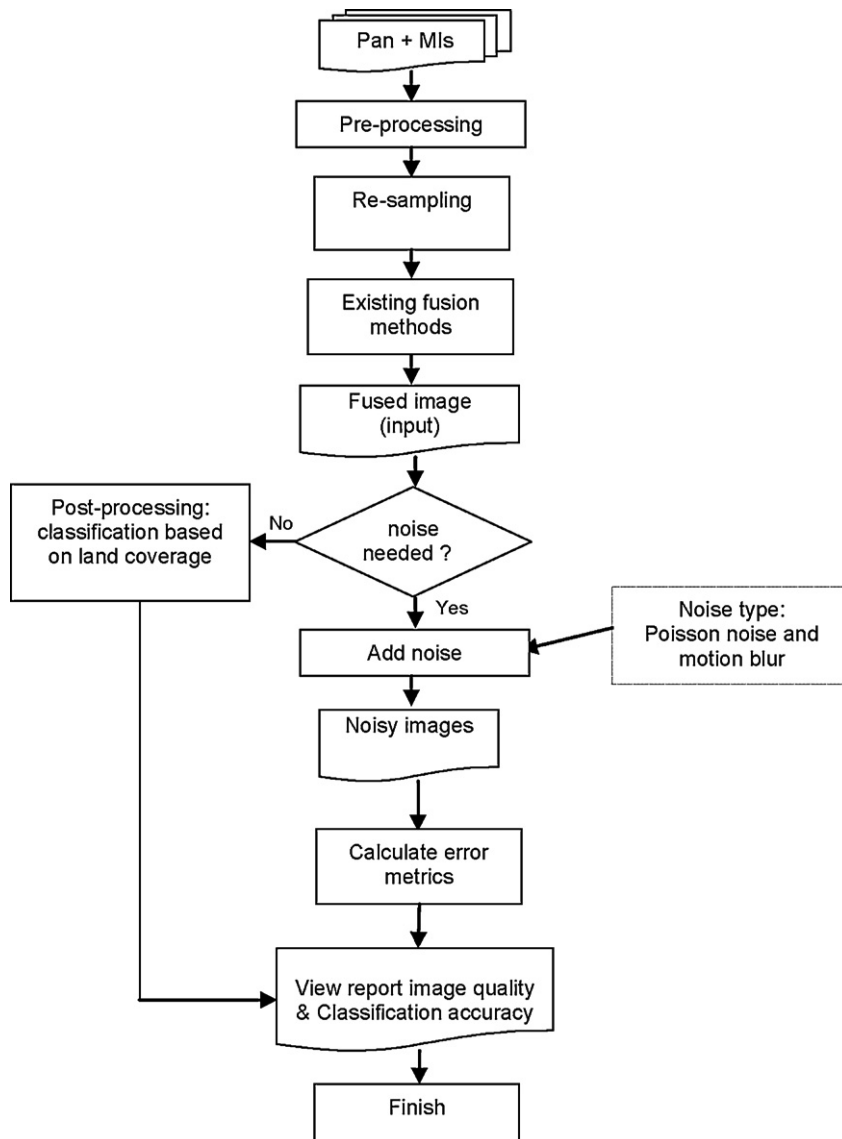 Pan + MIs
Pre-processing
Re-sampling
Existing fusion
methods
Fused image
(input)
noise
needed ?
No
Post-processing:
classification based
on land coverage
Yes
Noise type:
Poisson noise and
motion blur
Add noise
Noisy images
Calculate error
metrics
View report image quality
& Classification accuracy
Finish